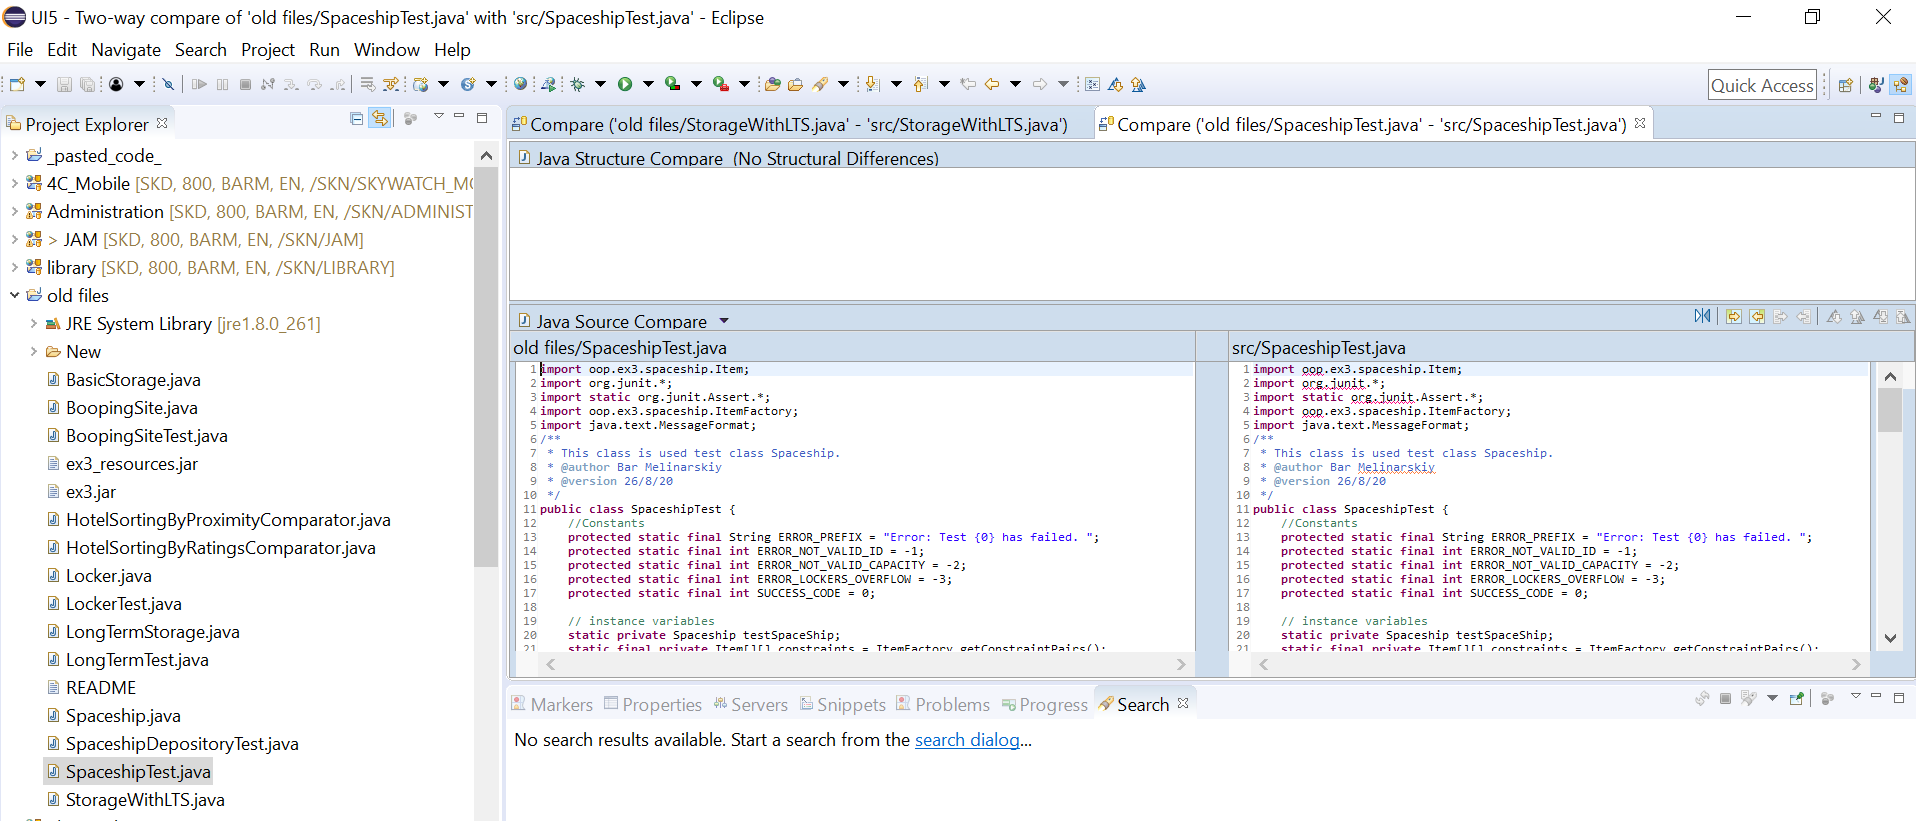 UI5 - Two-way compare of 'old files/SpaceshipTest.java' with 'src/SpaceshipTest.java' - Eclipse
File Edit Navigate Search Project Run Window Help
Quick Access
Project Explorer
_pasted_code_
4C_Mobile [SKD, 800, BARM, EN, /SKN/SKYWATCH_MC
Administration [SKD, 800, BARM, EN, /SKN/ADMINIST
> JAM [SKD, 800, BARM, EN, /SKN/JAM]
library [SKD, 800, BARM, EN, /SKN/LIBRARY]
old files
JRE System Library [jre1.8.0_261]
New
BasicStorage.java
BoopingSite.java
BoopingSiteTest.java
ex3_resources.jar
ex3.jar
HotelSortingByProximityComparator.java
HotelSortingByRatingsComparator.java
Locker.java
LockerTest.java
LongTermStorage.java
LongTermTest.java
README
Spaceship.java
SpaceshipDepositoryTest.java
SpaceshipTest.java
StorageWithLTS.java
Compare ('old files/StorageWithLTS.java' - 'src/StorageWithLTS.java')
Compare ('old files/SpaceshipTest.java' - 'src/SpaceshipTest.java')
Java Structure Compare (No Structural Differences)
Java Source Compare
old files/SpaceshipTest.java
1 import oop.ex3.spaceship.Item;
2 import org.junit.*;
3 import static org.junit.Assert.*;
4 import oop.ex3.spaceship.ItemFactory;
5 import java.text.MessageFormat;
6 /**
7 * This class is used test class Spaceship.
8 * @author Bar Melinarskiy
9 * @version 26/8/20
10 */
11 public class SpaceshipTest {
12 //Constants
13 protected static final String ERROR_PREFIX = "Error: Test {0} has failed. ";
14 protected static final int ERROR_NOT_VALID_ID = -1;
15 protected static final int ERROR_NOT_VALID_CAPACITY = -2;
16 protected static final int ERROR_LOCKERS_OVERFLOW = -3;
17 protected static final int SUCCESS_CODE = 0;
18
19 // instance variables
20 static private Spaceship testSpaceShip;
21 static final private Item[][] constraints = ItemFactory.getConstraintPairs();
src/SpaceshipTest.java
1 import oop.ex3.spaceship.Item;
2 import org.junit.*;
3 import static org.junit.Assert.*;
4 import oop.ex3.spaceship.ItemFactory;
5 import java.text.MessageFormat;
6 /**
7 * This class is used test class Spaceship.
8 * @author Bar Melinarskiy
9 * @version 26/8/20
10 */
11 public class SpaceshipTest {
12 //Constants
13 protected static final String ERROR_PREFIX = "Error: Test {0} has failed. ";
14 protected static final int ERROR_NOT_VALID_ID = -1;
15 protected static final int ERROR_NOT_VALID_CAPACITY = -2;
16 protected static final int ERROR_LOCKERS_OVERFLOW = -3;
17 protected static final int SUCCESS_CODE = 0;
18
19 // instance variables
20 static private Spaceship testSpaceShip;
21 static final private Item[][] constraints = ItemFactory.getConstraintPairs();
Markers Properties Servers Snippets Problems Progress Search
No search results available. Start a search from the search dialog...